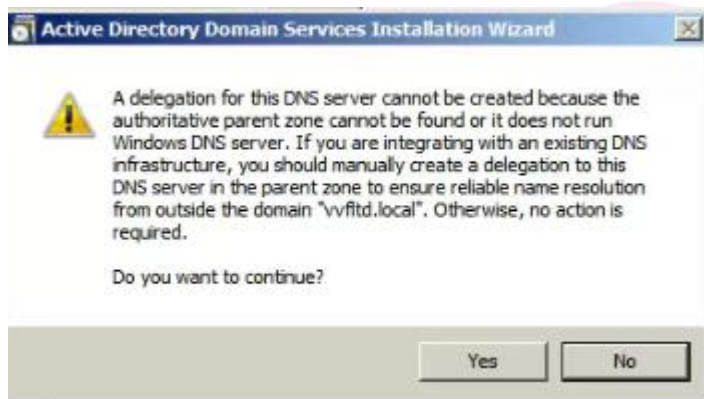 Active Directory Domain Services Installation Wizard
A delegation for this DNS server cannot be created because the
authoritative parent zone cannot be found or it does not run
Windows DNS server. If you are integrating with an existing DNS
infrastructure, you should manually create a delegation to this
DNS server in the parent zone to ensure reliable name resolution
from outside the domain "vvfltd.local". Otherwise, no action is
required.
Do you want to continue?
Yes No